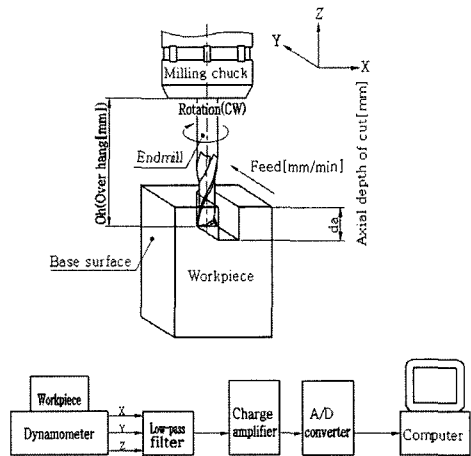 Z
Y
X
Milling chuck
Rotation(CW)
Endmill
Feed[mm/min]
Oh(Over hang[mm])
Axial depth of cut[mm]
da
Base surface
Workpiece
Workpiece
Dynamometer
X
Y
Z
Low-pass
filter
Charge
amplifier
A/D
converter
Computer